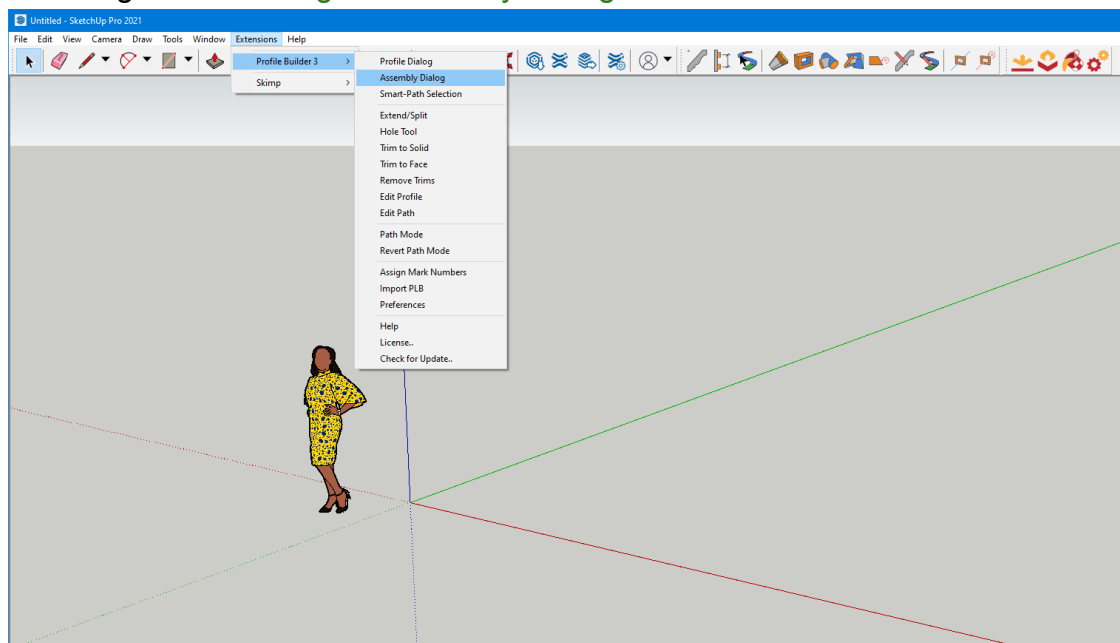 Untitled - SketchUp Pro 2021
File Edit View Camera Draw Tools Window Extensions Help
Profile Builder 3
Skimp
Profile Dialog
Assembly Dialog
Smart-Path Selection
Extend/Split
Hole Tool
Trim to Solid
Trim to Face
Remove Trims
Edit Profile
Edit Path
Path Mode
Revert Path Mode
Assign Mark Numbers
Import PLB
Preferences
Help
License..
Check for Update..